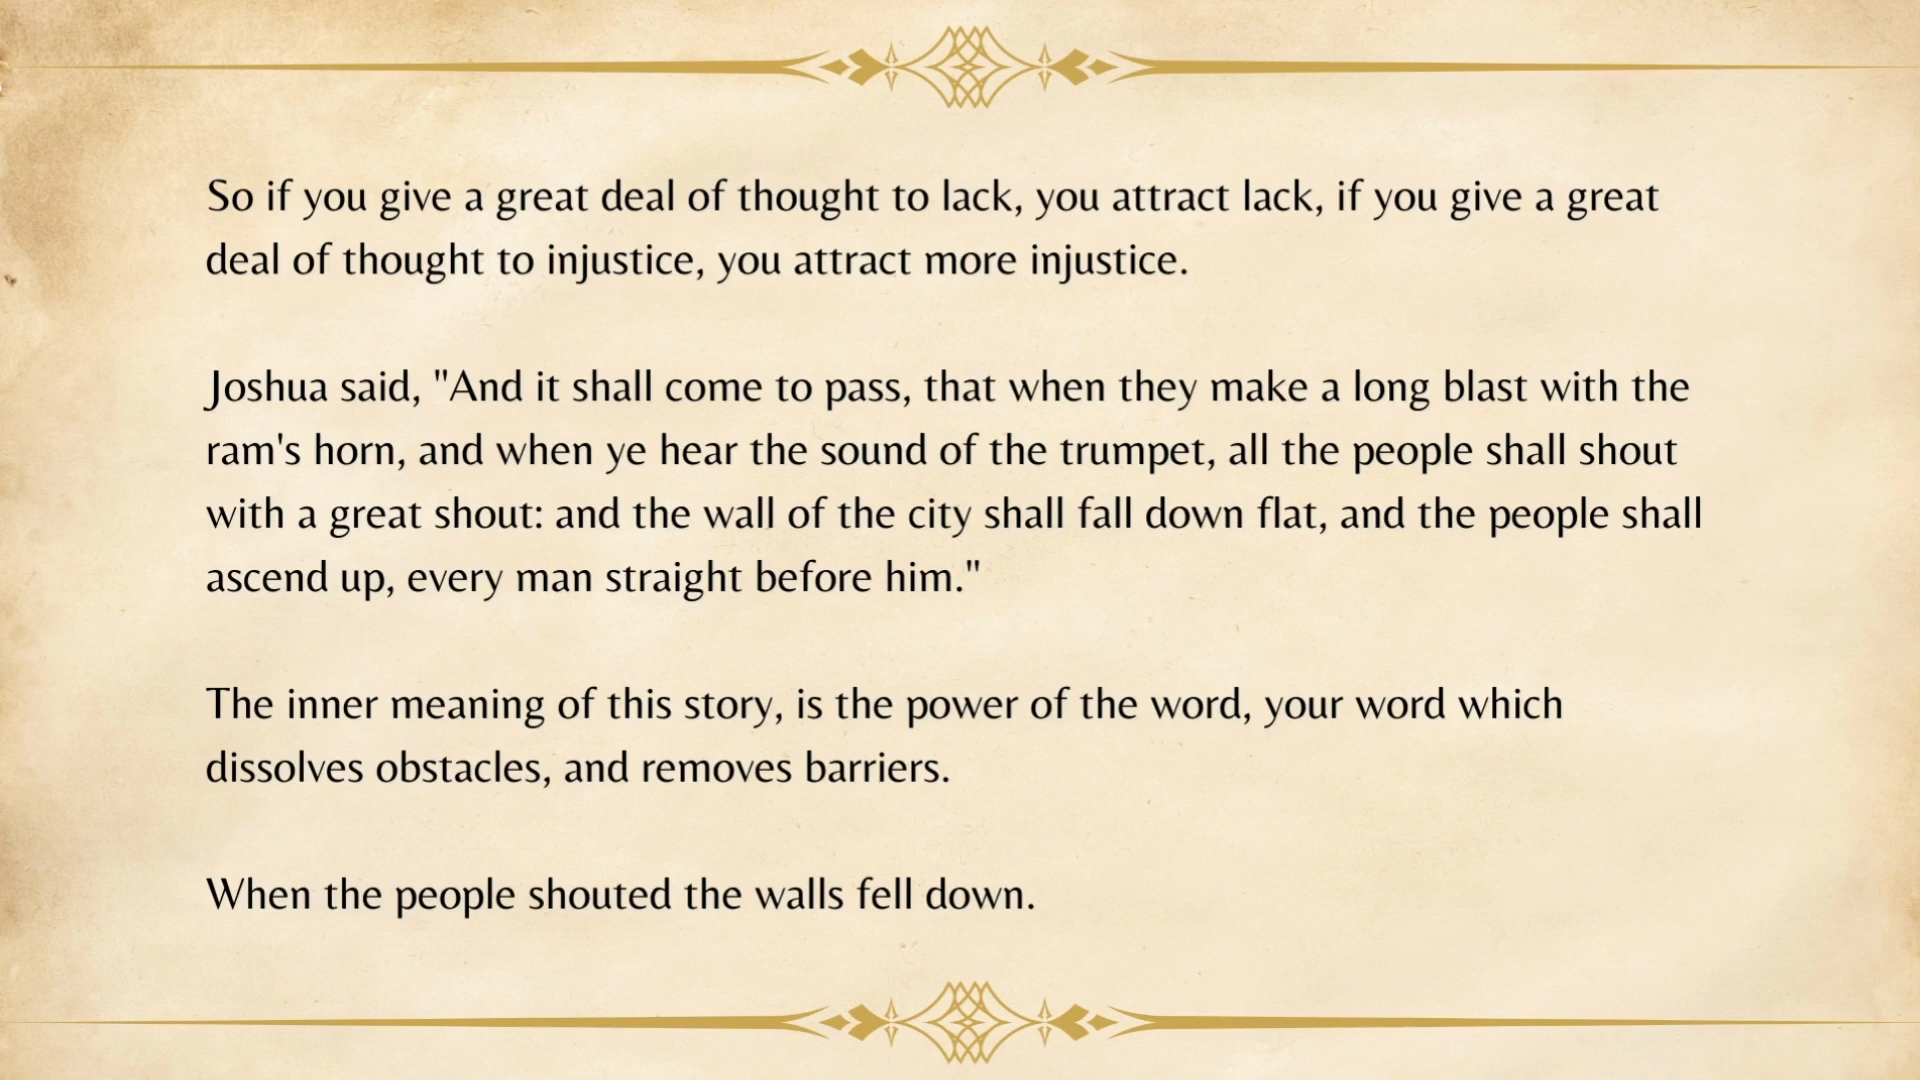 So if you give a great deal of thought to lack, you attract lack, if you give a great
deal of thought to injustice, you attract more injustice.
Joshua said, "And it shall come to pass, that when they make a long blast with the
ram's horn, and when ye hear the sound of the trumpet, all the people shall shout
with a great shout: and the wall of the city shall fall down flat, and the people shall
ascend up, every man straight before him."
The inner meaning of this story, is the power of the word, your word which
dissolves obstacles, and removes barriers.
When the people shouted the walls fell down.